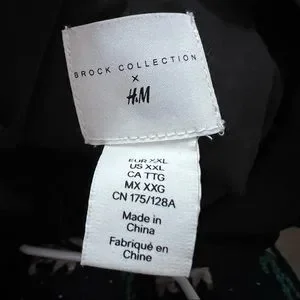 BROCK COLLECTION
x
H&M
EUR XXL
US XXL
CA TTG
MX XXG
CN 175/128A
Made in
China
Fabriqué en
Chine